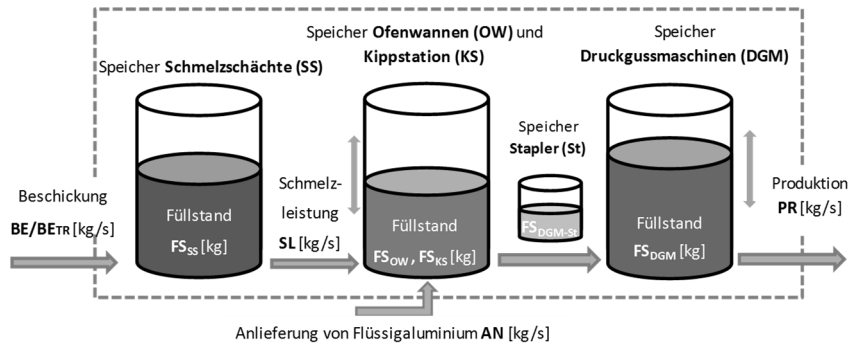 Speicher Schmelzschächte (SS)
Speicher Ofenwannen (OW) und
Kippstation (KS)
Speicher
Stapler (St)
Speicher
Druckgussmaschinen (DGM)
Beschickung
BE/BETR [kg/s]
Füllstand
FSSS [kg]
Schmelz-
leistung
SL [kg/s]
Füllstand
FSOW , FSKS [kg]
FSDGM-St
Füllstand
FSDGM [kg]
Produktion
PR [kg/s]
Anlieferung von Flüssigaluminium AN [kg/s]